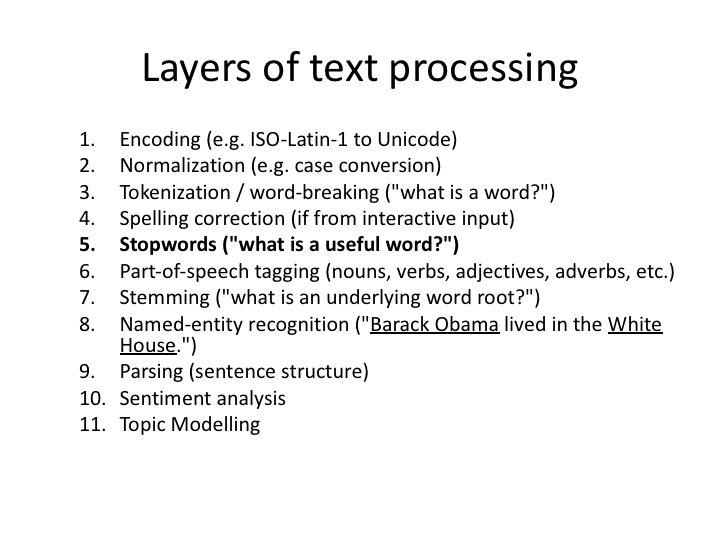 Layers of text processing
1. Encoding (e.g. ISO-Latin-1 to Unicode)
2. Normalization (e.g. case conversion)
3. Tokenization / word-breaking ("what is a word?")
4. Spelling correction (if from interactive input)
5. Stopwords ("what is a useful word?")
6. Part-of-speech tagging (nouns, verbs, adjectives, adverbs, etc.)
7. Stemming ("what is an underlying word root?")
8. Named-entity recognition ("Barack Obama lived in the White
House.")
9. Parsing (sentence structure)
10. Sentiment analysis
11. Topic Modelling